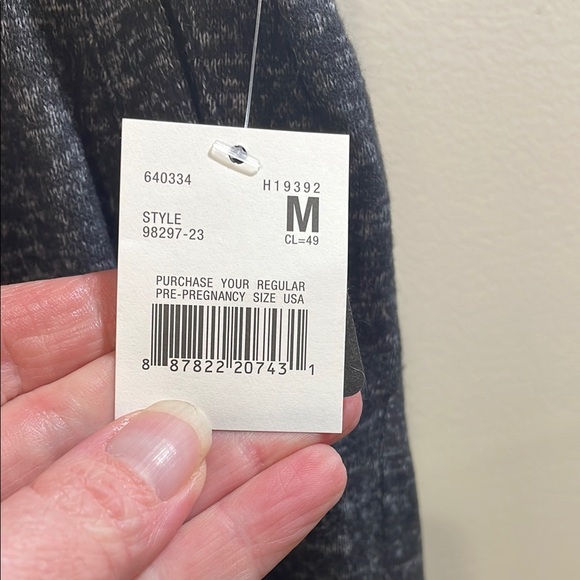 640334
H19392
STYLE
98297-23
M
CL=49
PURCHASE YOUR REGULAR
PRE-PREGNANCY SIZE USA
8 87822 20743 1